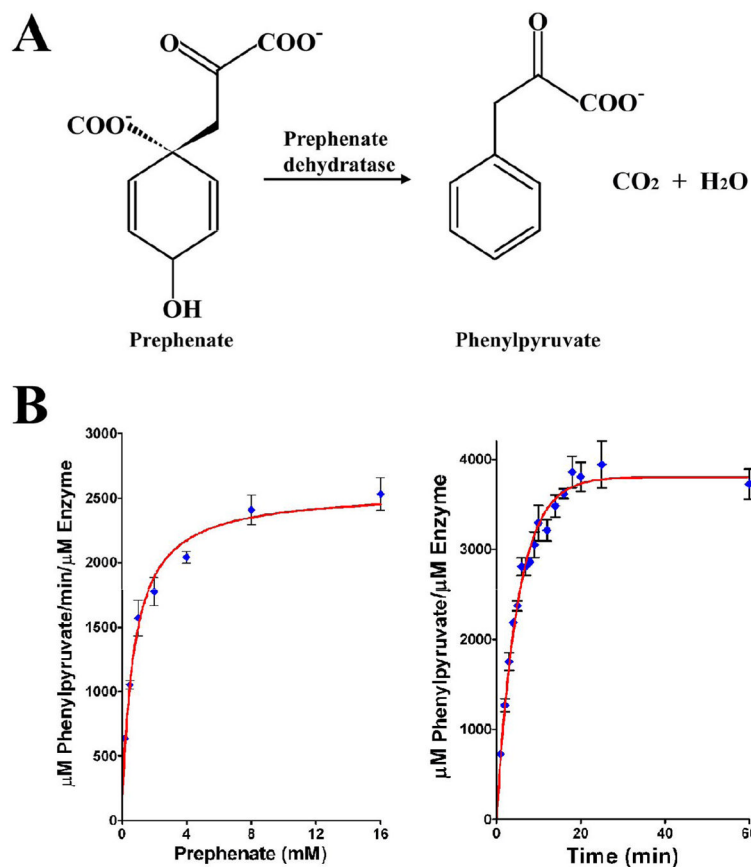 A
O
COO-
COO-
OH
Prephenate
Prephenate
dehydratase
O
COO-
Phenylpyruvate
CO2 + H2O
B
μM Phenylpyruvate/min/μM Enzyme
3000
2500
2000
1500
1000
500
0
0 4 8 12 16
Prephenate (mM)
μM Phenylpyruvate/μM Enzyme
4000
3000
2000
1000
0
0 20 40 60
Time (min)